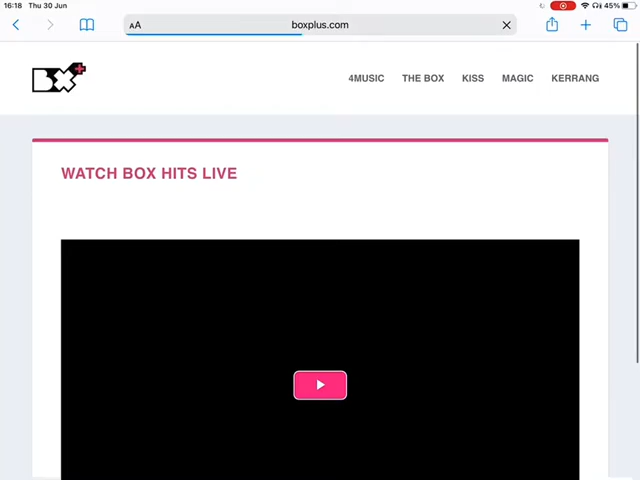 16:18 Thu 30 Jun 45%
AA boxplus.com
BX+ 4MUSIC THE BOX KISS MAGIC KERRANG
WATCH BOX HITS LIVE